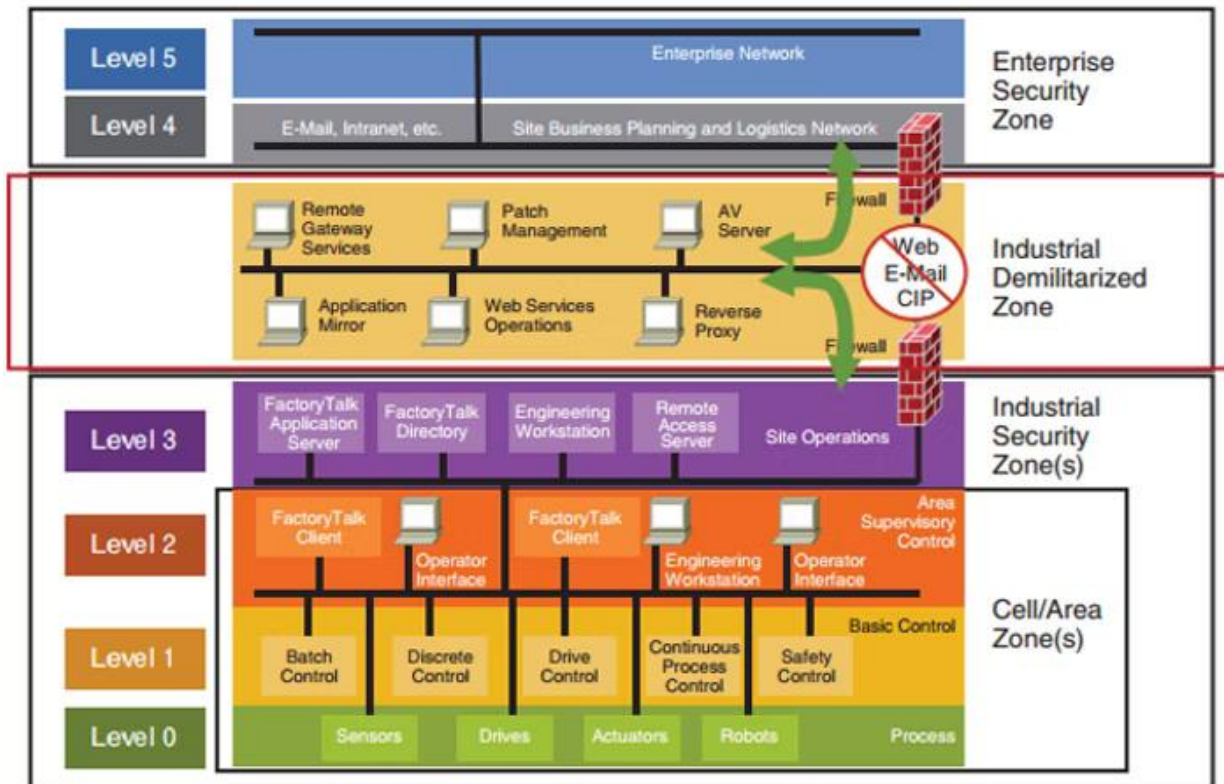 Level 5
Enterprise Network
Enterprise
Security
Zone
Level 4
E-Mail, Intranet, etc.
Site Business Planning and Logistics Network
Firewall
Remote
Gateway
Services
Patch
Management
AV
Server
Web
E-Mail
CIP
Industrial
Demilitarized
Zone
Application
Mirror
Web Services
Operations
Reverse
Proxy
Firewall
Level 3
FactoryTalk
Application
Server
FactoryTalk
Directory
Engineering
Workstation
Remote
Access
Server
Site Operations
Industrial
Security
Zone(s)
Level 2
FactoryTalk
Client
Operator
Interface
FactoryTalk
Client
Engineering
Workstation
Operator
Interface
Area
Supervisory
Control
Cell/Area
Zone(s)
Level 1
Basic Control
Batch
Control
Discrete
Control
Drive
Control
Continuous
Process
Control
Safety
Control
Level 0
Sensors
Drives
Actuators
Robots
Process